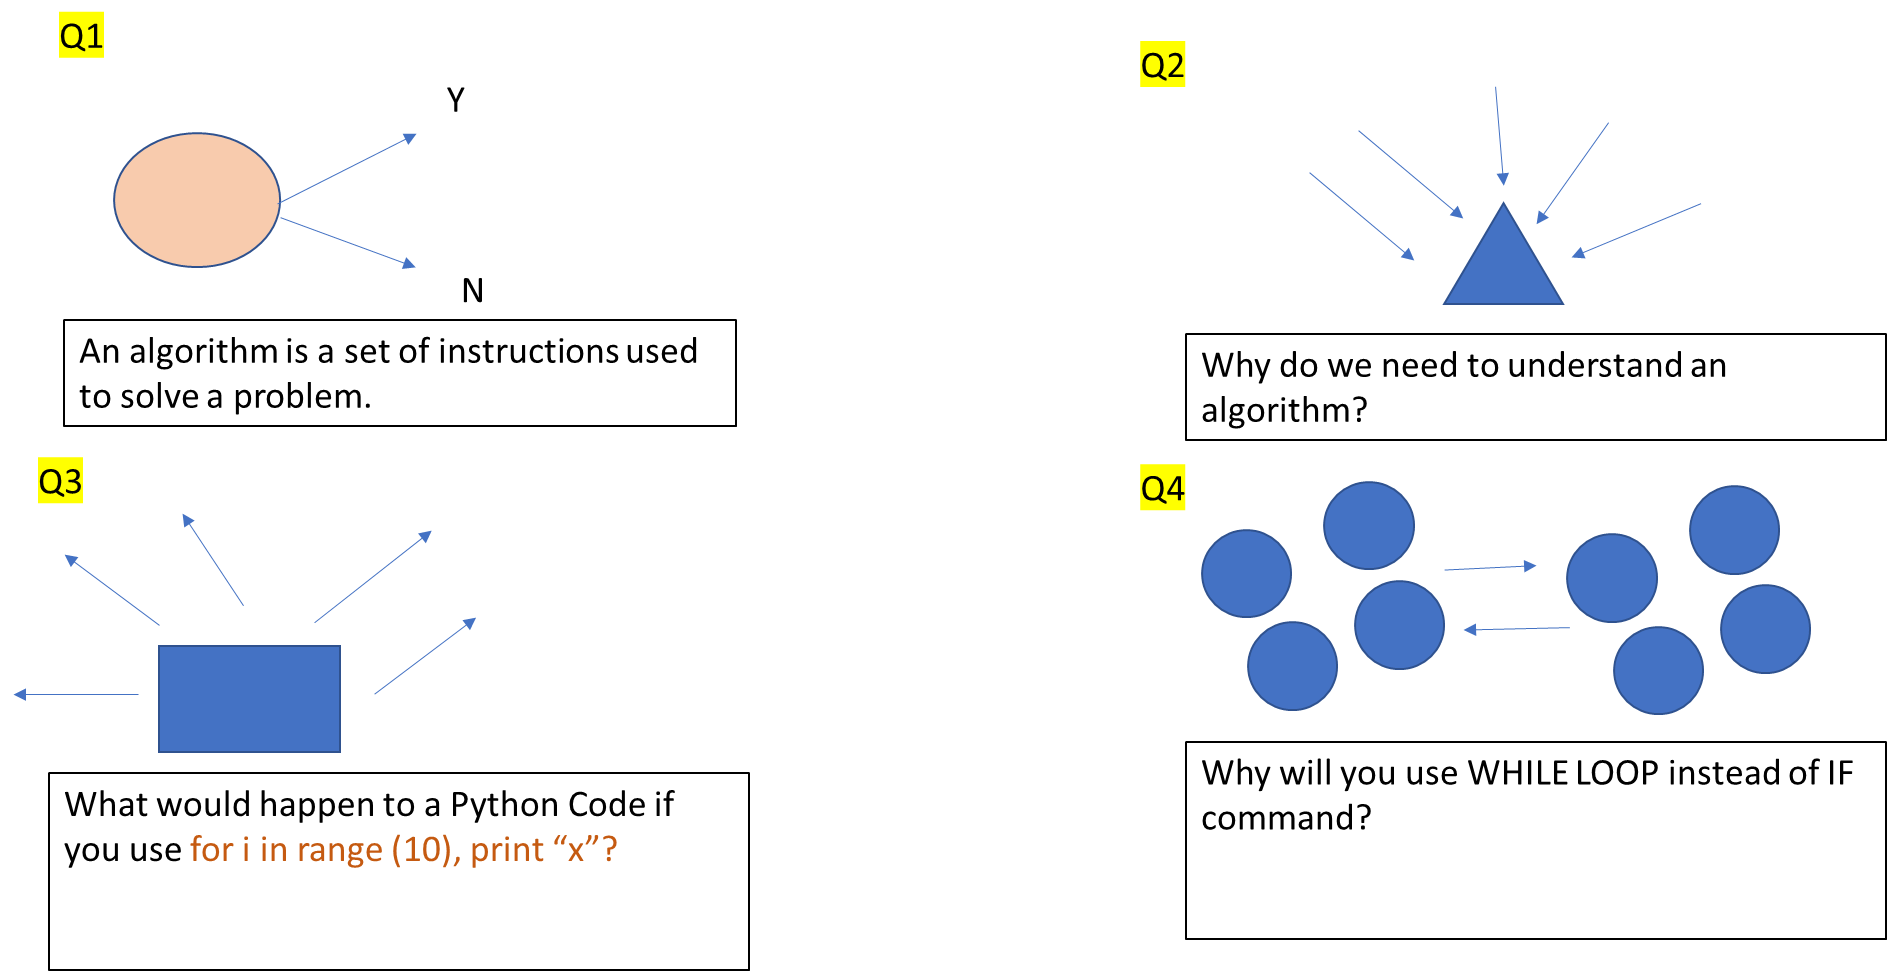 Q1
Y
N
An algorithm is a set of instructions used
to solve a problem.
Q2
Why do we need to understand an
algorithm?
Q3
What would happen to a Python Code if
you use for i in range (10), print “x”?
Q4
Why will you use WHILE LOOP instead of IF
command?